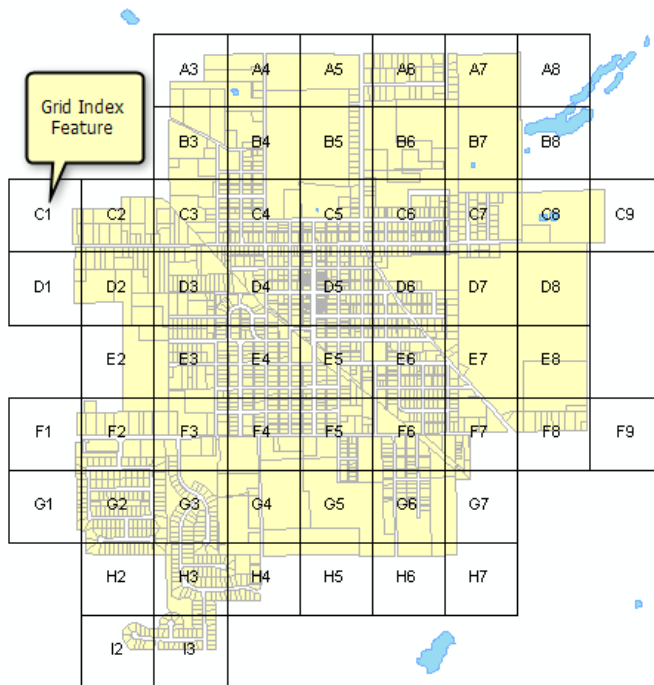 A3 A4 A5 A6 A7 A8
Grid Index
Feature
B3 B4 B5 B6 B7 B8
C1 C2 C3 C4 C5 C6 C7 C8 C9
D1 D2 D3 D4 D5 D6 D7 D8
E2 E3 E4 E5 E6 E7 E8
F1 F2 F3 F4 F5 F6 F7 F8 F9
G1 G2 G3 G4 G5 G6 G7
H2 H3 H4 H5 H6 H7
I2 I3